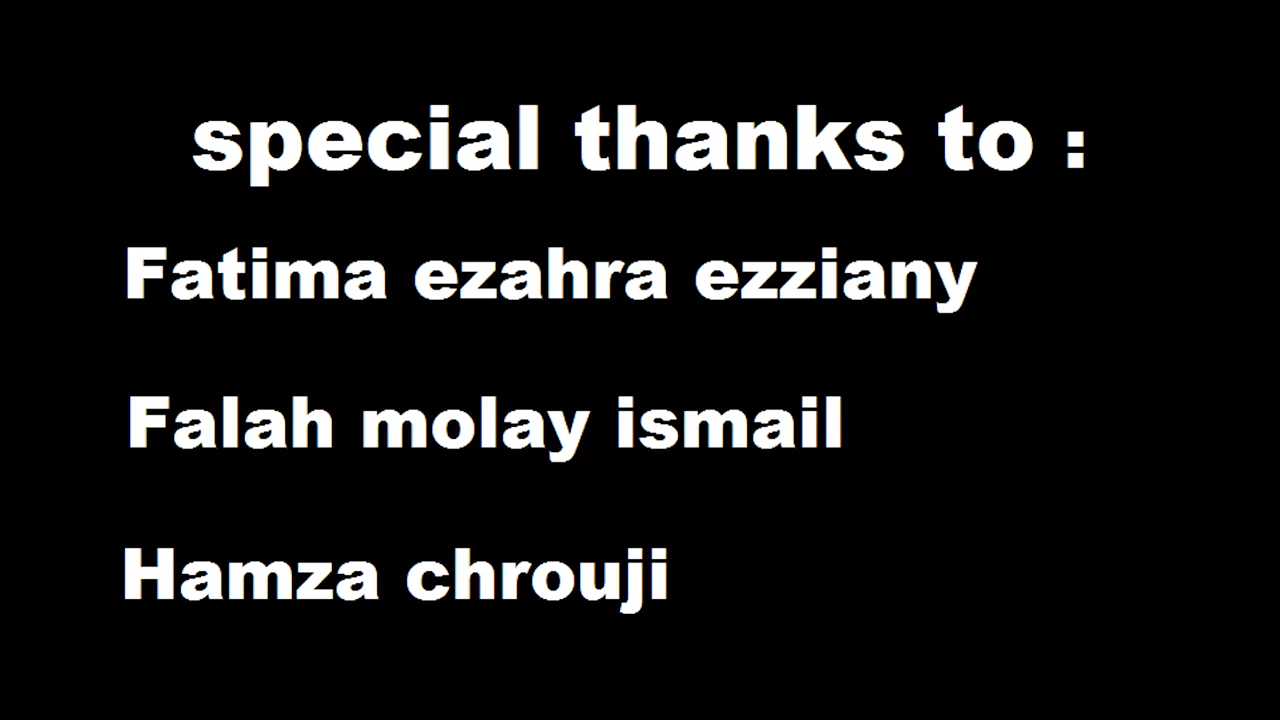 special thanks to :
Fatima ezahra ezziany
Falah molay ismail
Hamza chrouji